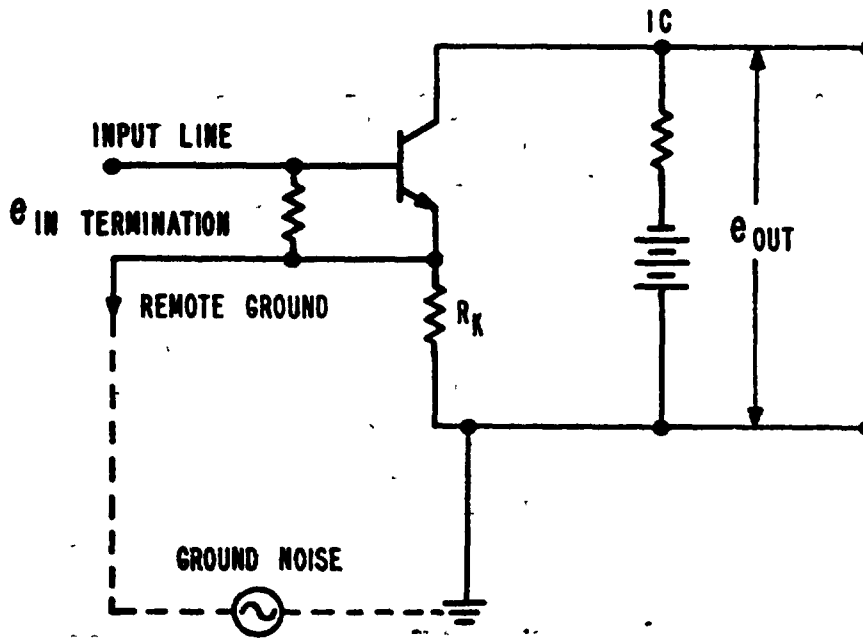 IC
INPUT LINE
e IN TERMINATION
e OUT
REMOTE GROUND
R K
GROUND NOISE